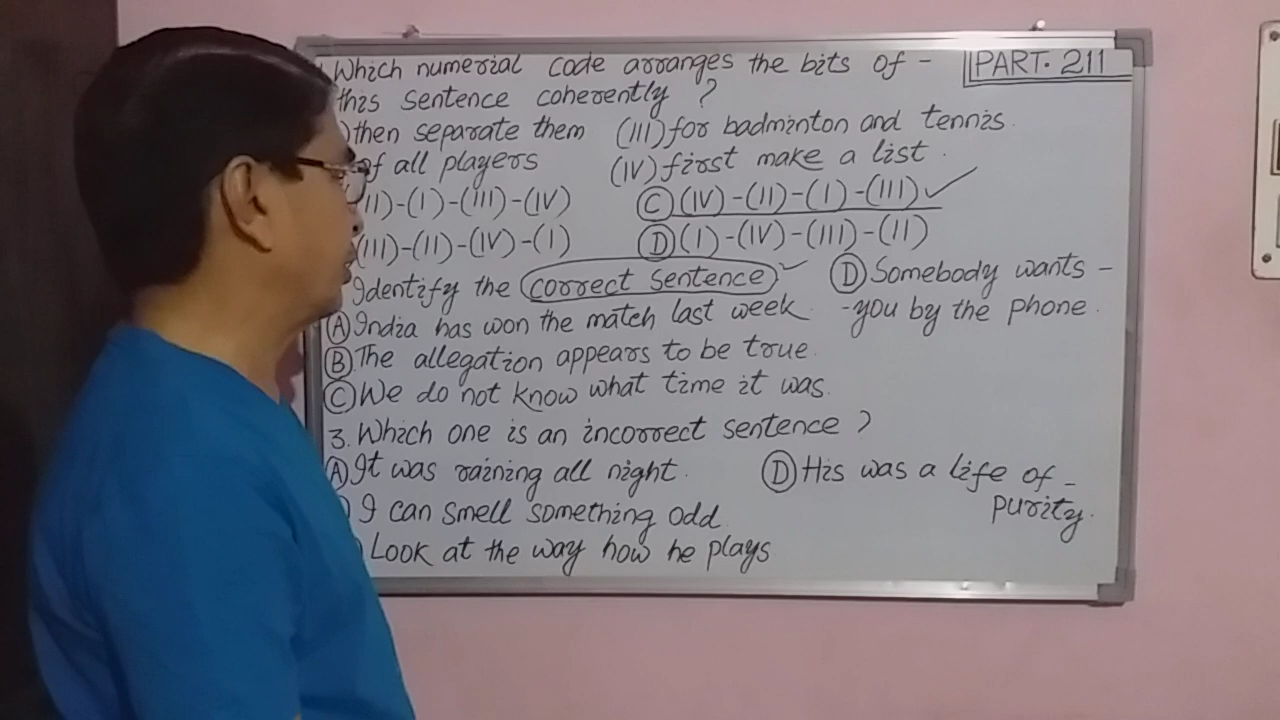 Which numerical code arranges the bits of -
PART. 211
this sentence coherently ?
)then separate them (III) for badminton and tennis
of all players (IV) first make a list.
II)-(I)-(III)-(IV) (C) (IV)-(II)-(I)-(III) ✓
(III)-(II)-(IV)-(I) (D) (I)-(IV)-(III)-(II)
Identify the correct sentence ✓
(A) India has won the match last week.
(B) The allegation appears to be true.
(C) We do not know what time it was.
(D) Somebody wants -
-you by the phone.
3. Which one is an incorrect sentence ?
(A) It was raining all night.
) I can smell something odd.
) Look at the way how he plays
(D) His was a life of -
purity.